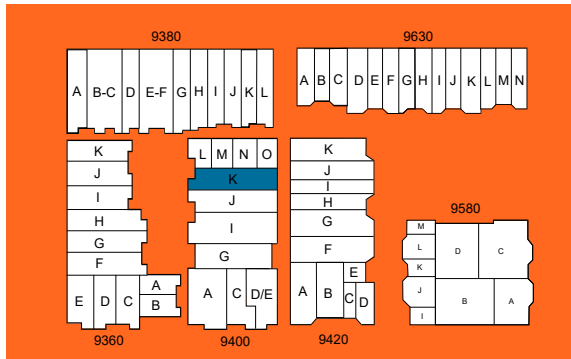 9380
9630
A B-C D E-F G H I J K L
A B C D E F G H I J K L M N
K
J
I
H
G
F
E D C
A
B
9360
L M N O
K
J
I
G
A C D/E
9400
K
J
I
H
G
F
E
A B C D
9420
9580
M
L
K
J
I
D C
B A